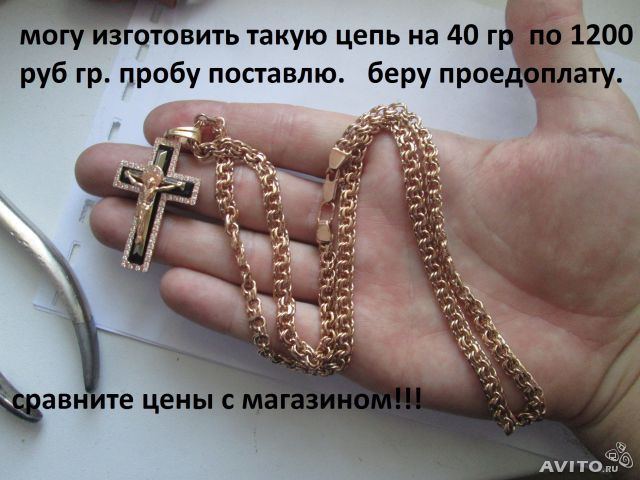 могу изготовить такую цепь на 40 гр по 1200
руб гр. пробу поставлю. беру проедоплату.
сравните цены с магазином!!!
AVITO.RU